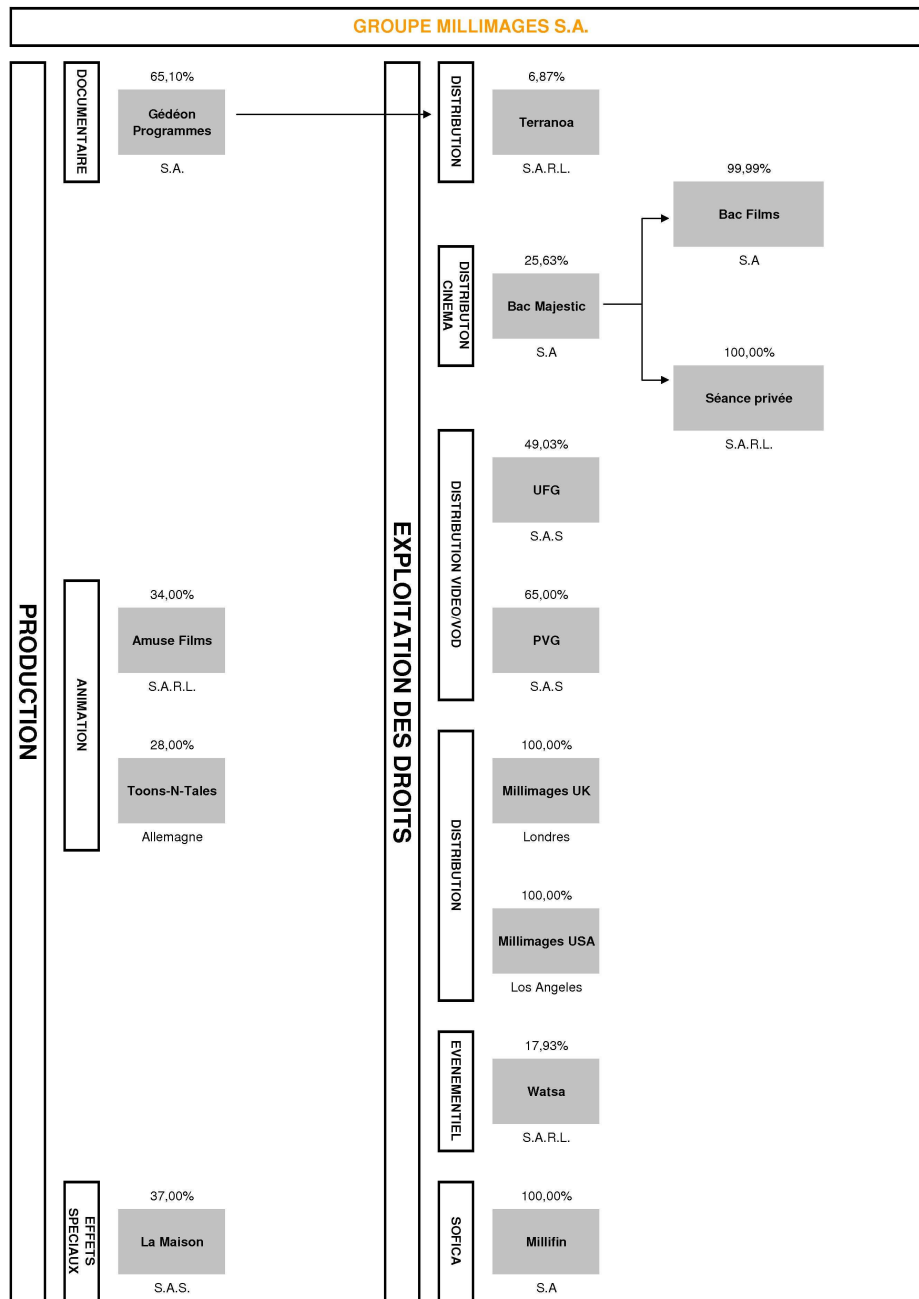 GROUPE MILLIMAGES S.A.
PRODUCTION
DOCUMENTAIRE
65,10%
Gédéon
Programmes
S.A.
ANIMATION
34,00%
Amuse Films
S.A.R.L.
28,00%
Toons-N-Tales
Allemagne
EFFETS
SPECIAUX
37,00%
La Maison
S.A.S.
EXPLOITATION DES DROITS
DISTRIBUTION
6,87%
Terranoa
S.A.R.L.
DISTRIBUTON
CINEMA
25,63%
Bac Majestic
S.A
99,99%
Bac Films
S.A
100,00%
Séance privée
S.A.R.L.
DISTRIBUTION VIDEO/VOD
49,03%
UFG
S.A.S
65,00%
PVG
S.A.S
DISTRIBUTION
100,00%
Millimages UK
Londres
100,00%
Millimages USA
Los Angeles
EVENEMENTIEL
17,93%
Watsa
S.A.R.L.
SOFICA
100,00%
Millifin
S.A